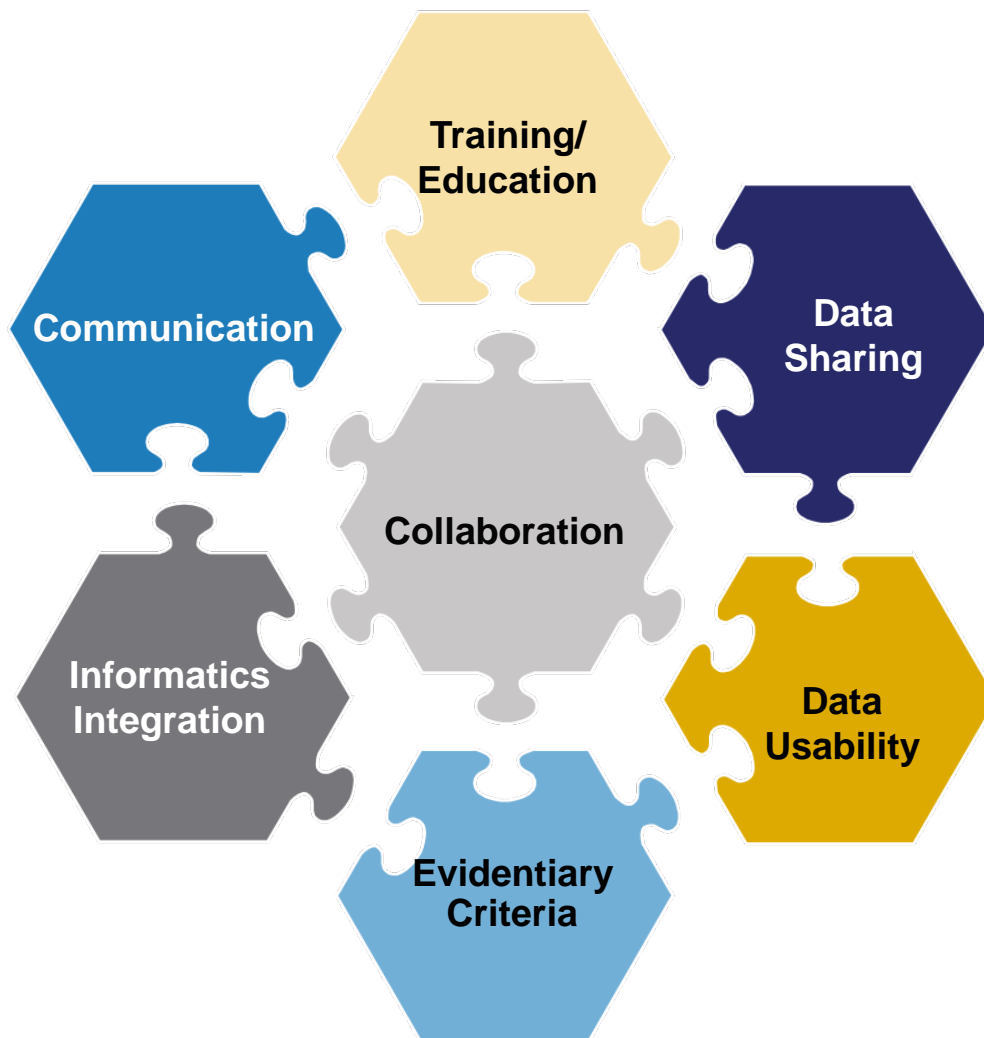 Training/
Education
Communication
Data
Sharing
Collaboration
Informatics
Integration
Data
Usability
Evidentiary
Criteria